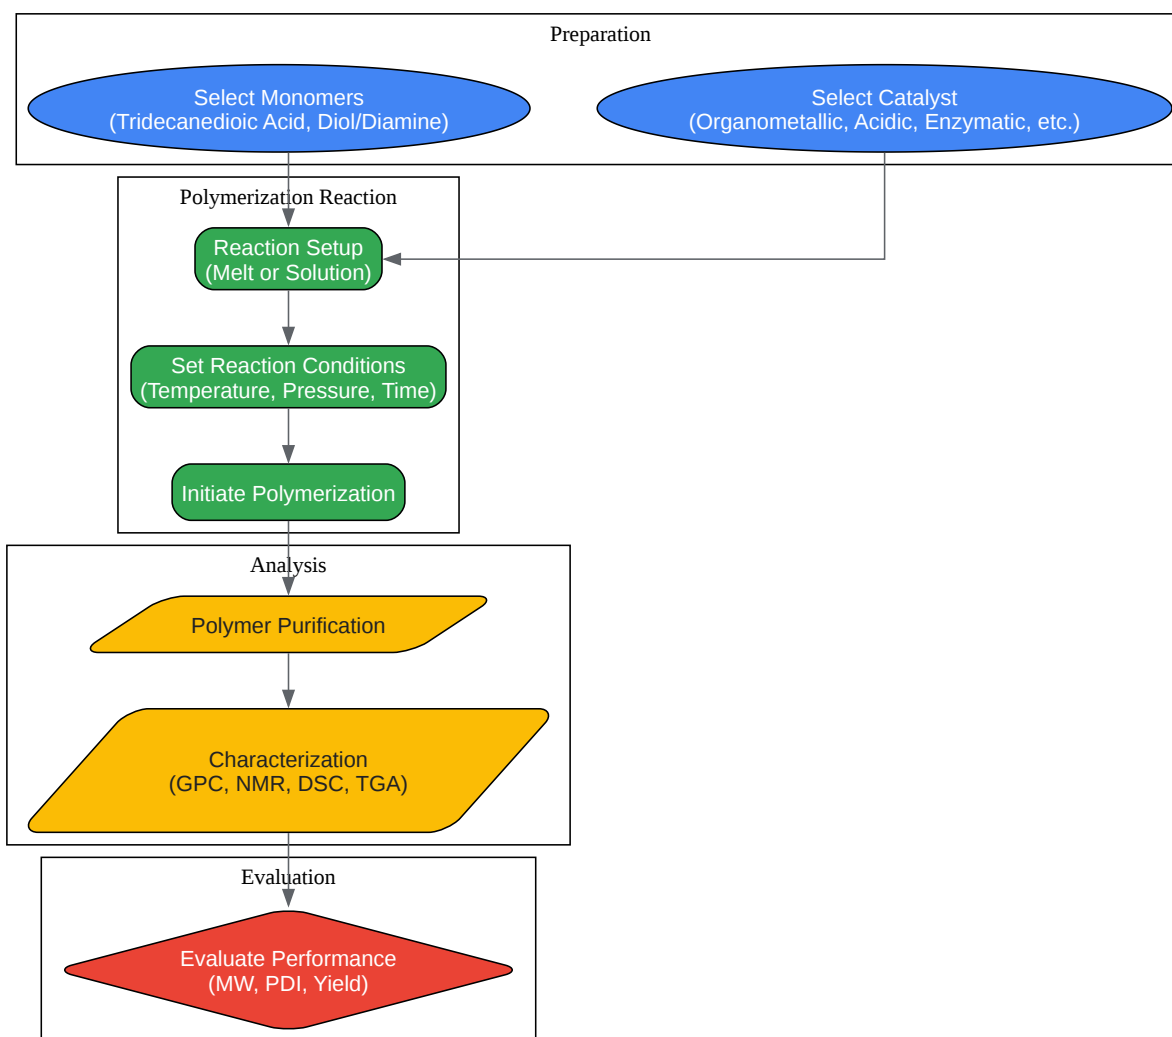 Preparation
Select Monomers
(Tridecanedioic Acid, Diol/Diamine)
Select Catalyst
(Organometallic, Acidic, Enzymatic, etc.)
Polymerization Reaction
Reaction Setup
(Melt or Solution)
Set Reaction Conditions
(Temperature, Pressure, Time)
Initiate Polymerization
Analysis
Polymer Purification
Characterization
(GPC, NMR, DSC, TGA)
Evaluation
Evaluate Performance
(MW, PDI, Yield)